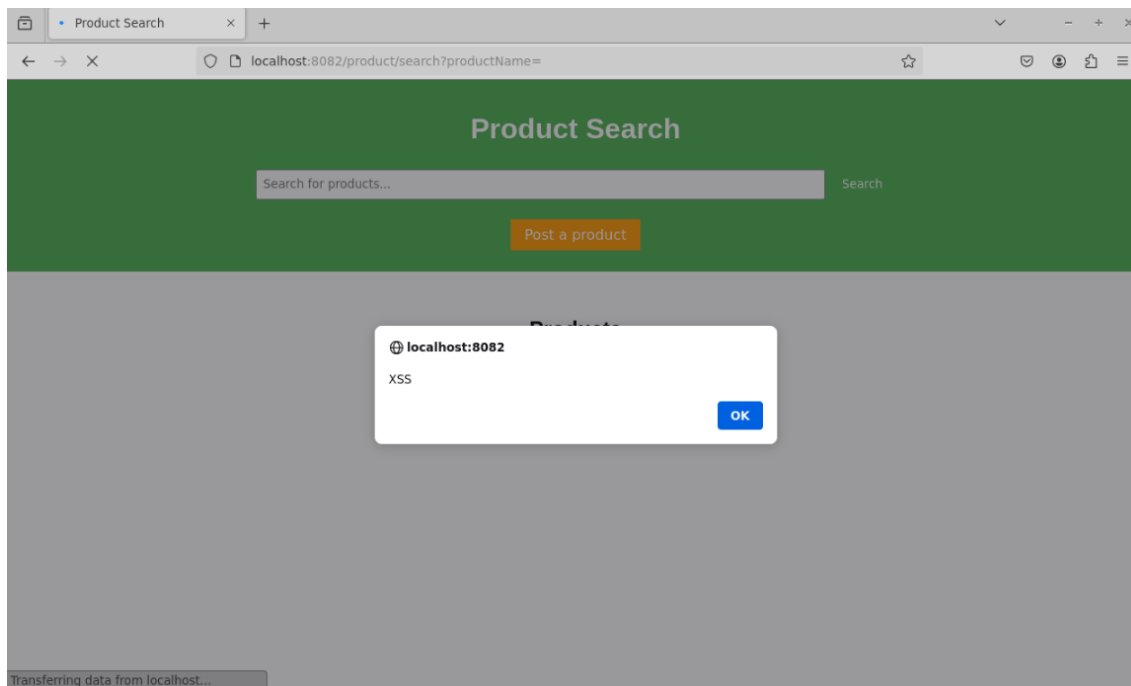 Product Search
localhost:8082/product/search?productName=
Product Search
Search for products...
Search
Post a product
Products
localhost:8082
XSS
OK
Transferring data from localhost...